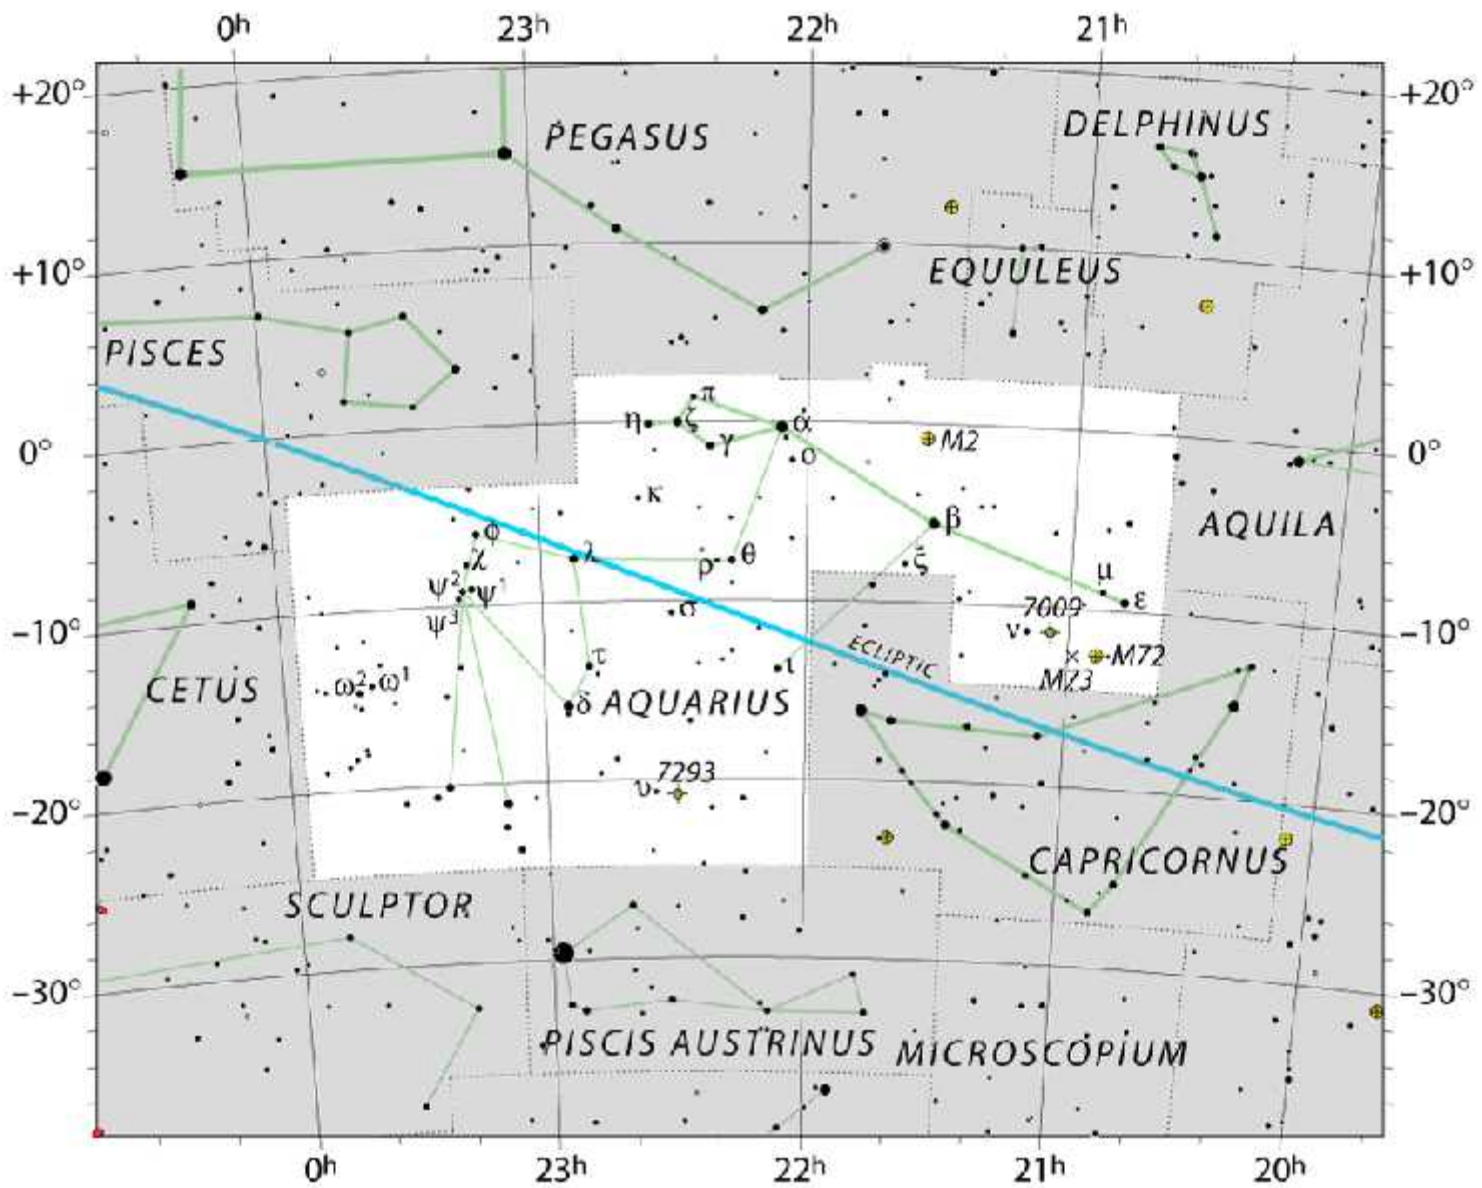 0h 23h 22h 21h
+20° +20°
PEGASUS DELPHINUS
+10° +10°
EQUULEUS
PISCES
π
η ζ α
γ ο
0° M2 0°
κ
AQUILA
φ β
χ λ ρ θ ξ
ψ² ψ¹ μ
ψ³ σ 7009 ε
−10° ν −10°
ECLIPTIC
τ ι M72
ω² ω¹ M73
CETUS δ AQUARIUS
7293
υ
−20° −20°
CAPRICORNUS
SCULPTOR
−30° −30°
PISCIS AUSTRINUS MICROSCOPIUM
0h 23h 22h 21h 20h